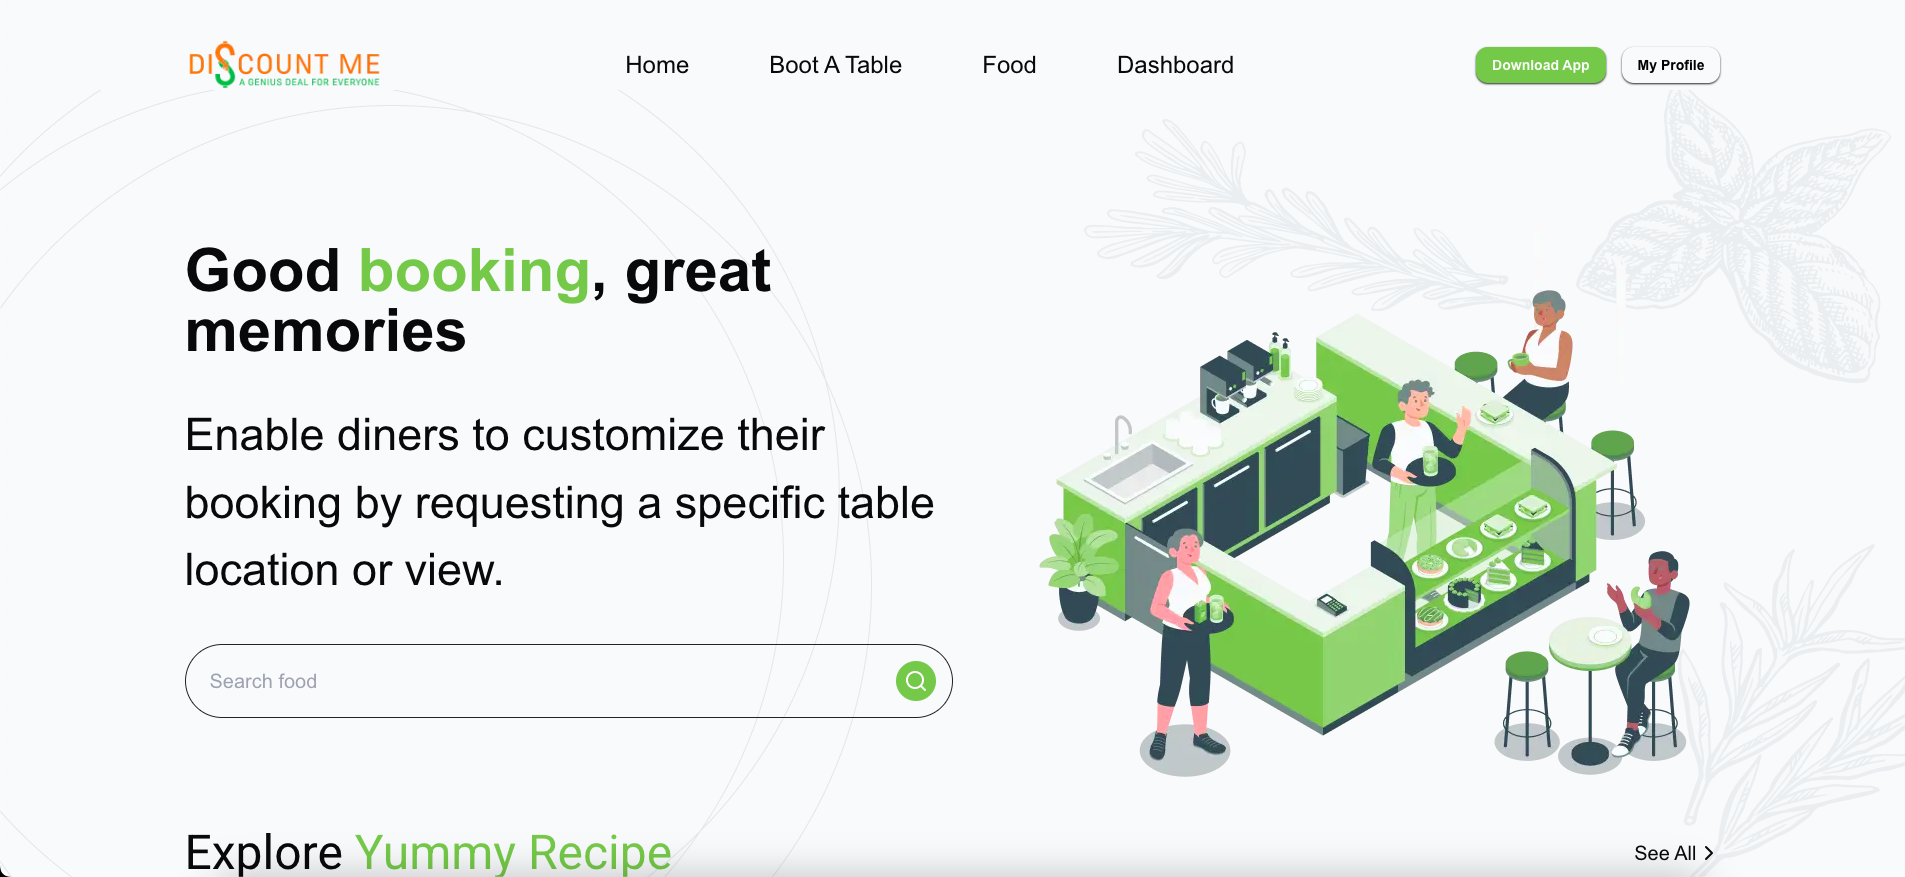 DISCOUNT ME
A GENIUS DEAL FOR EVERYONE
Home
Boot A Table
Food
Dashboard
Download App
My Profile
Good booking, great
memories
Enable diners to customize their
booking by requesting a specific table
location or view.
Search food
Explore Yummy Recipe
See All